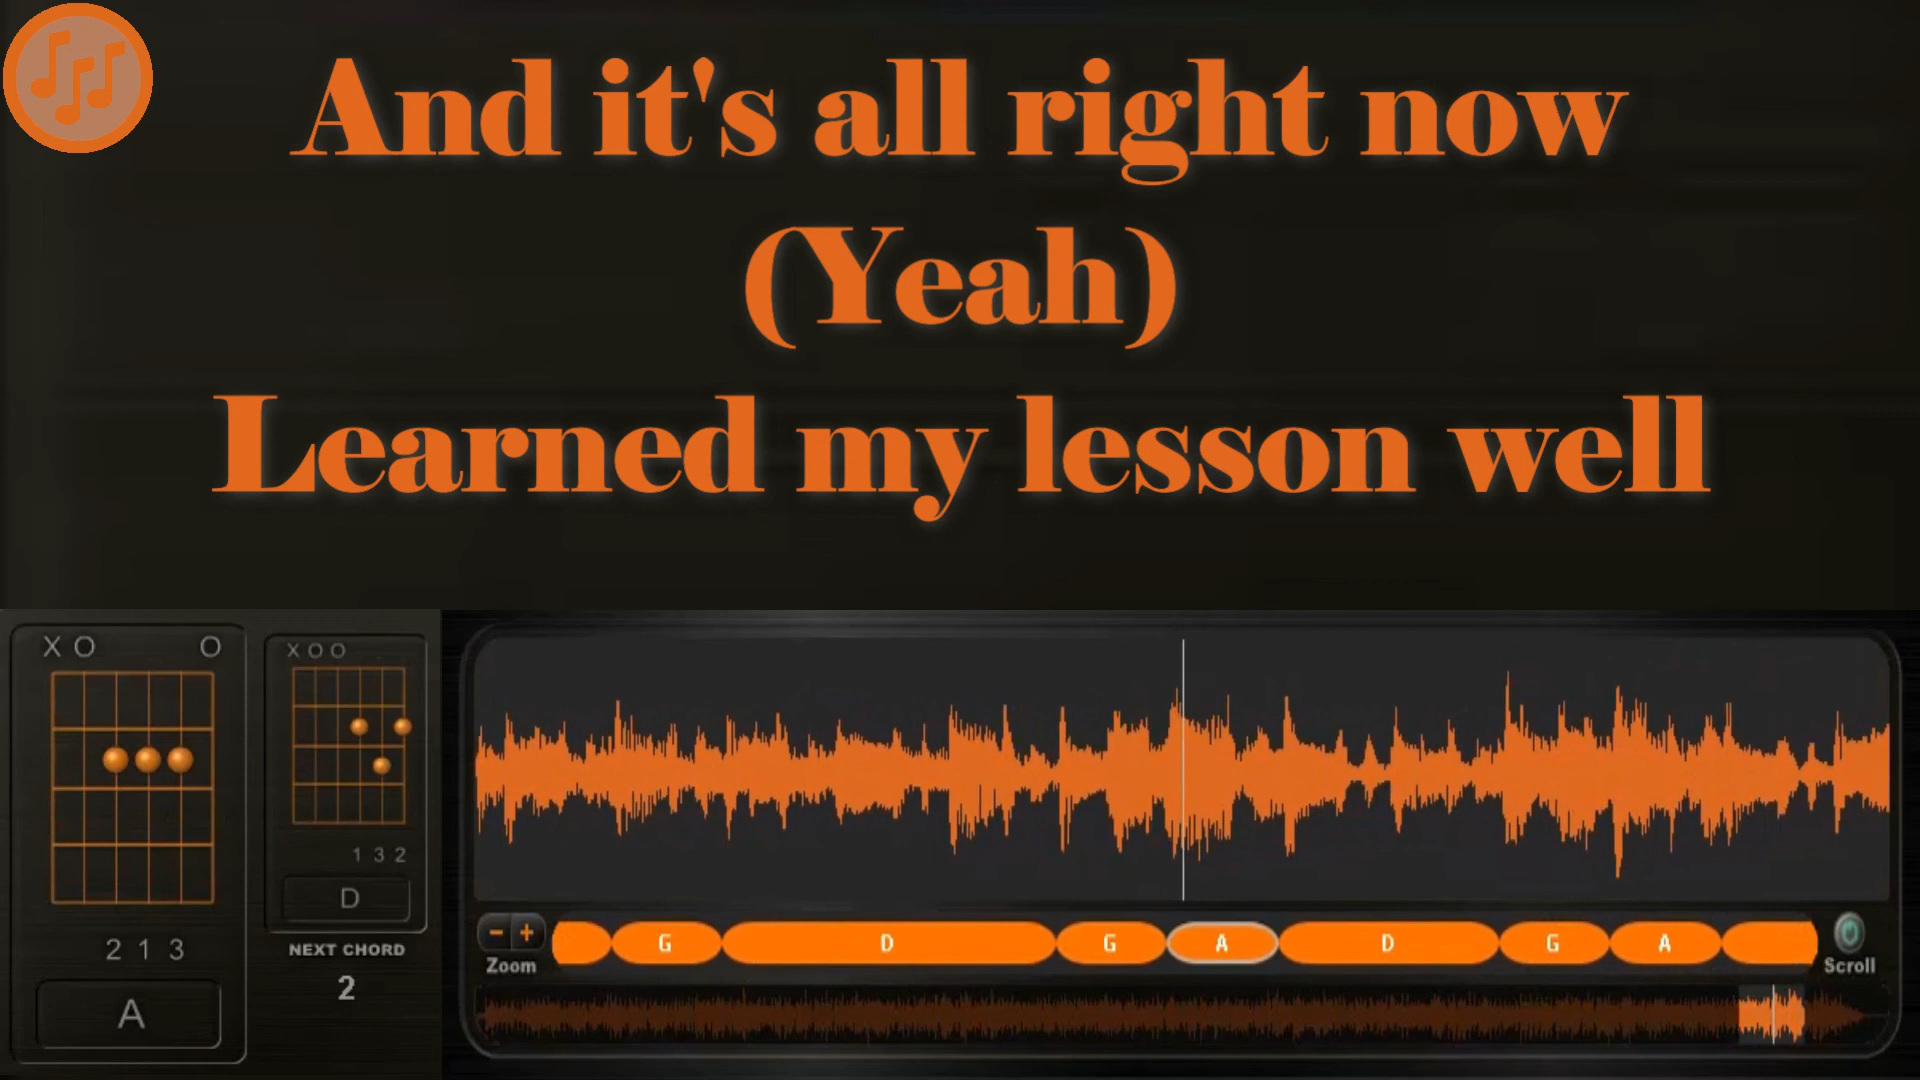 And it's all right now
(Yeah)
Learned my lesson well
X O O
2 1 3
A
X O O
1 3 2
D
NEXT CHORD
2
- +
Zoom
G D G A D G A
Scroll